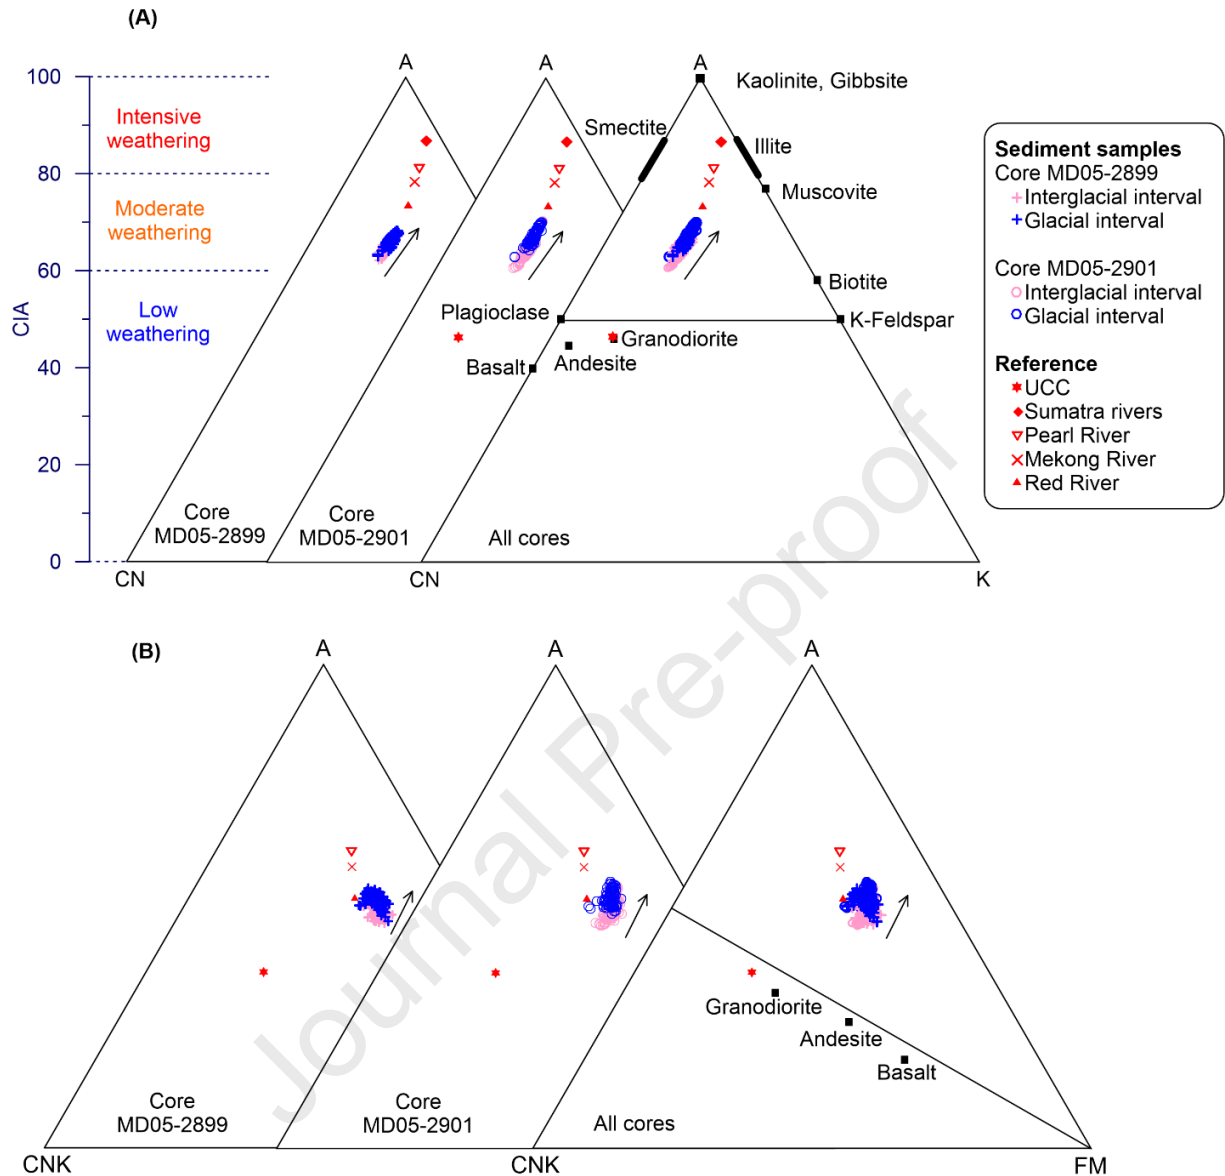 (A)
A
A
A
100
80
60
40
20
0
CIA
Intensive
weathering
Moderate
weathering
Low
weathering
Kaolinite, Gibbsite
Smectite
Illite
Muscovite
Biotite
Plagioclase
K-Feldspar
Granodiorite
Andesite
Basalt
Core
MD05-2899
Core
MD05-2901
All cores
CN
CN
K
Sediment samples
Core MD05-2899
Interglacial interval
Glacial interval
Core MD05-2901
Interglacial interval
Glacial interval
Reference
UCC
Sumatra rivers
Pearl River
Mekong River
Red River
(B)
A
A
A
Granodiorite
Andesite
Basalt
Core
MD05-2899
Core
MD05-2901
All cores
CNK
CNK
FM
Journal Pre-proof